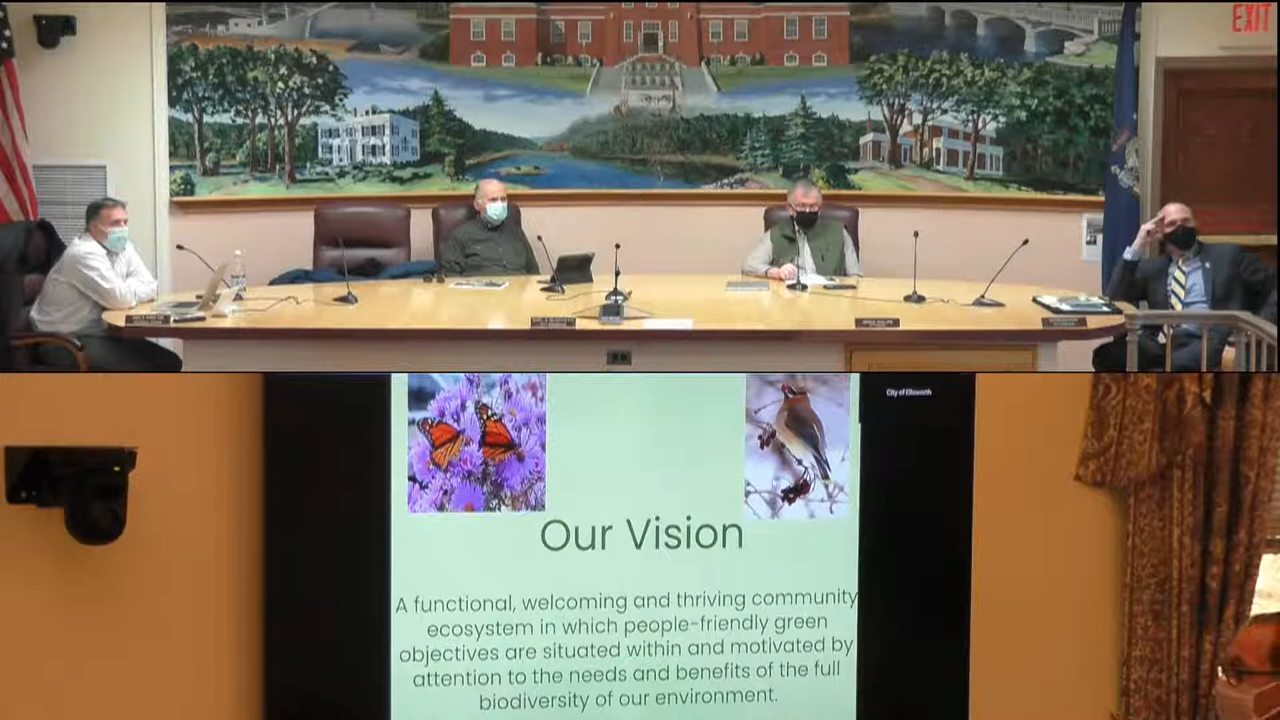 EXIT
City of Ellsworth
Our Vision
A functional, welcoming and thriving community
ecosystem in which people-friendly green
objectives are situated within and motivated by
attention to the needs and benefits of the full
biodiversity of our environment.